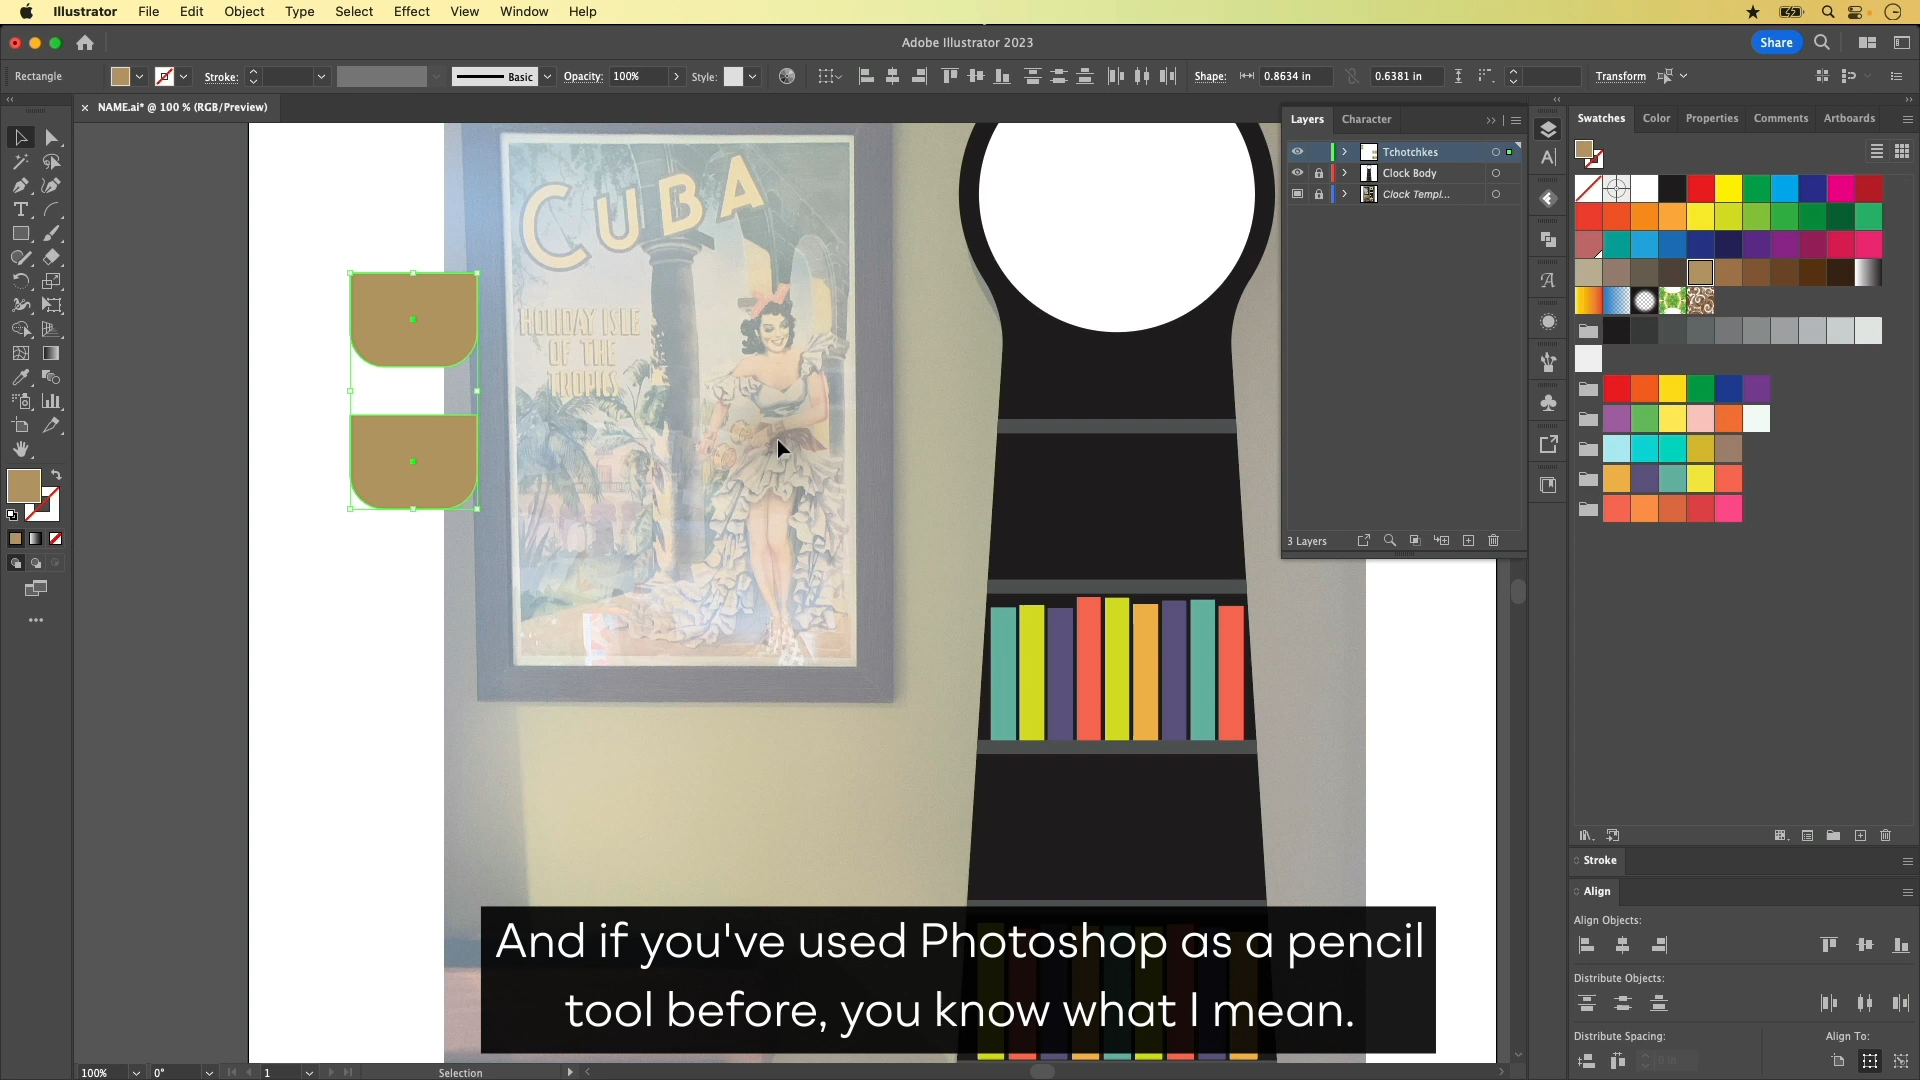 Illustrator File Edit Object Type Select Effect View Window Help
Adobe Illustrator 2023
Share
Rectangle Stroke: Basic Opacity: 100% Style: Shape: 0.8634 in 0.6381 in Transform
NAME.ai* @ 100 % (RGB/Preview)
Layers Character
Tchotchkes
Clock Body
Clock Templ...
3 Layers
Swatches Color Properties Comments Artboards
CUBA
HOLIDAY ISLE
OF THE
TROPICS
Stroke
Align
Align Objects:
Distribute Objects:
Distribute Spacing: Align To:
0 in
And if you've used Photoshop as a pencil
tool before, you know what I mean.
100% 0° 1 Selection